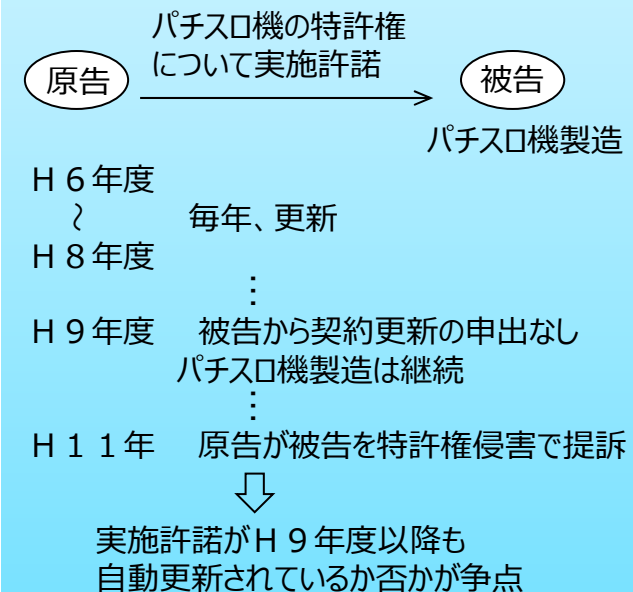 パチスロ機の特許権
について実施許諾
原告
被告
パチスロ機製造
Ｈ６年度
～ 毎年、更新
Ｈ８年度
…
Ｈ９年度 被告から契約更新の申出なし
パチスロ機製造は継続
…
Ｈ１１年 原告が被告を特許権侵害で提訴
実施許諾がＨ９年度以降も
自動更新されているか否かが争点